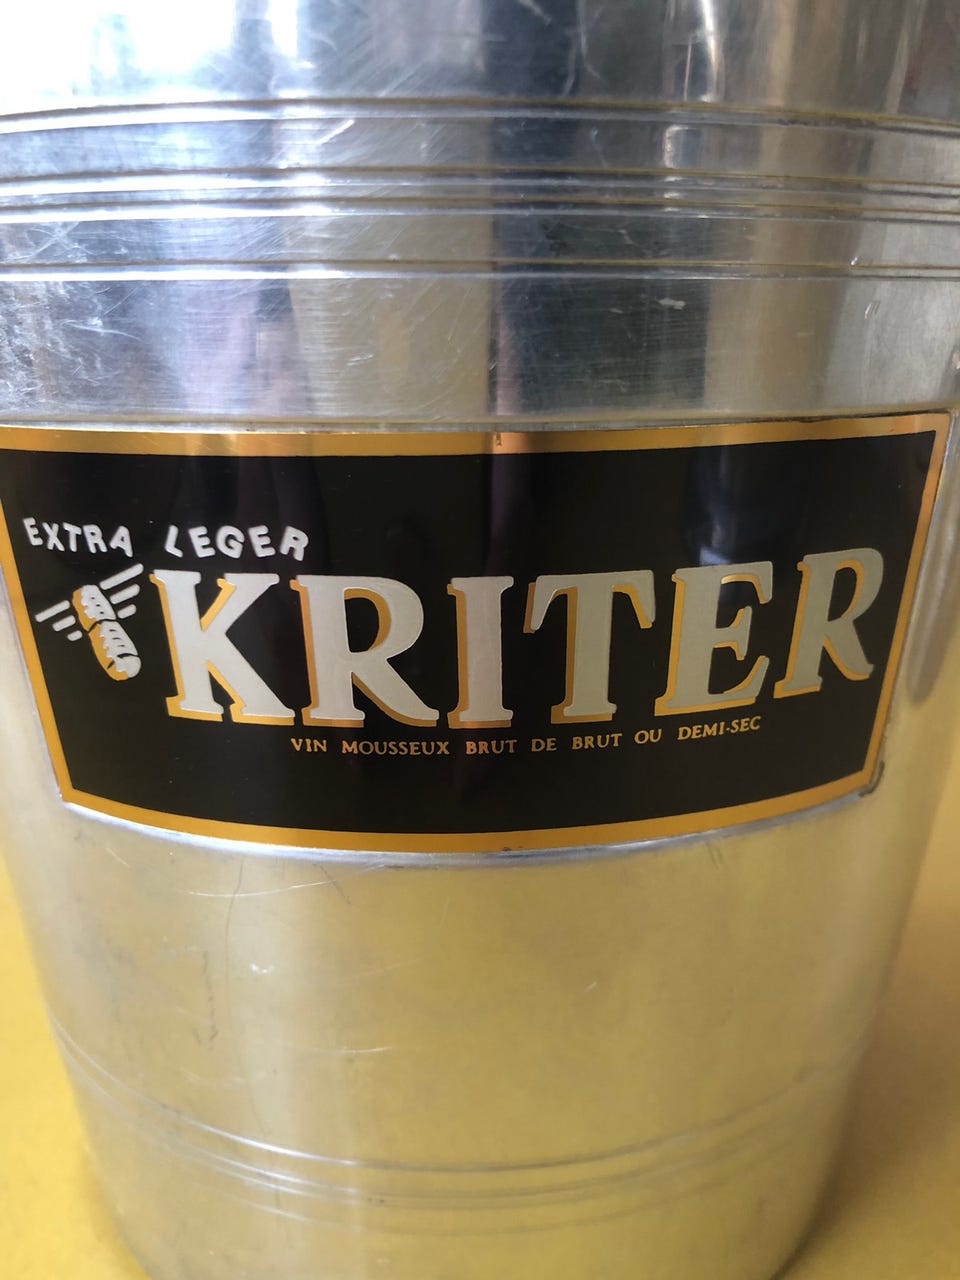 EXTRA LEGER
KRITER
VIN MOUSSEUX BRUT DE BRUT OU DEMI-SEC